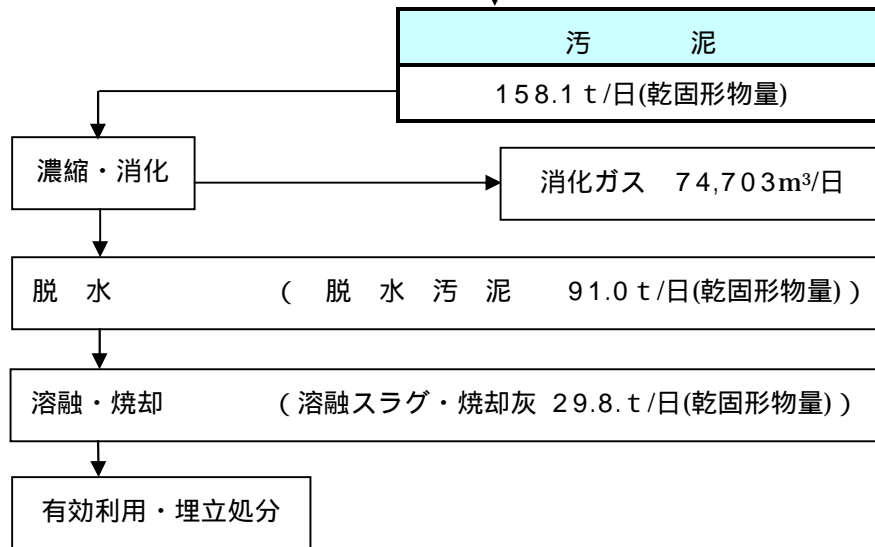 汚　　　泥
158.1ｔ/日(乾固形物量)
濃縮・消化
消化ガス　74,703m³/日
脱　水　　　　（　脱　水　汚　泥　　91.0ｔ/日(乾固形物量)）
溶融・焼却　　　　（溶融スラグ・焼却灰 29.8.ｔ/日(乾固形物量)）
有効利用・埋立処分